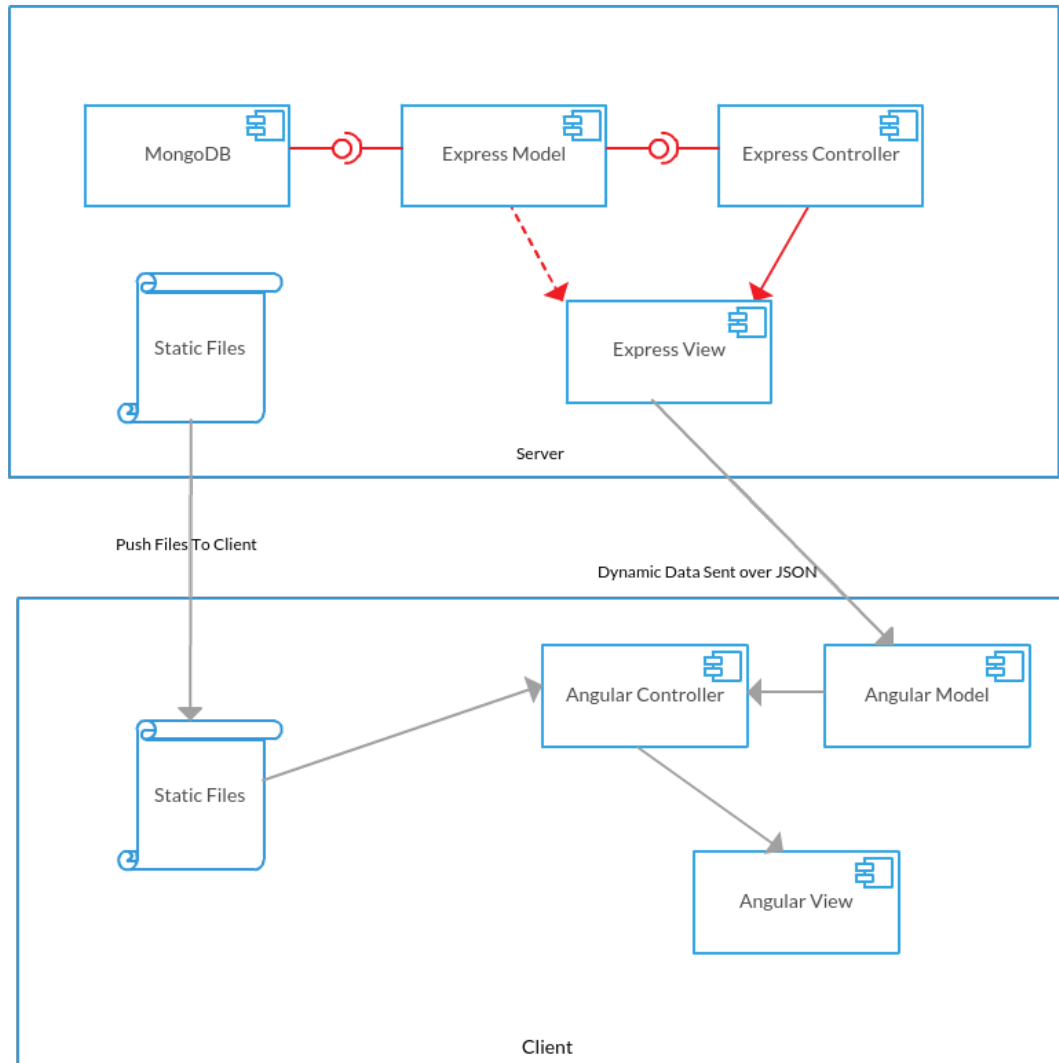 MongoDB
Express Model
Express Controller
Static Files
Express View
Server
Push Files To Client
Dynamic Data Sent over JSON
Angular Controller
Angular Model
Static Files
Angular View
Client